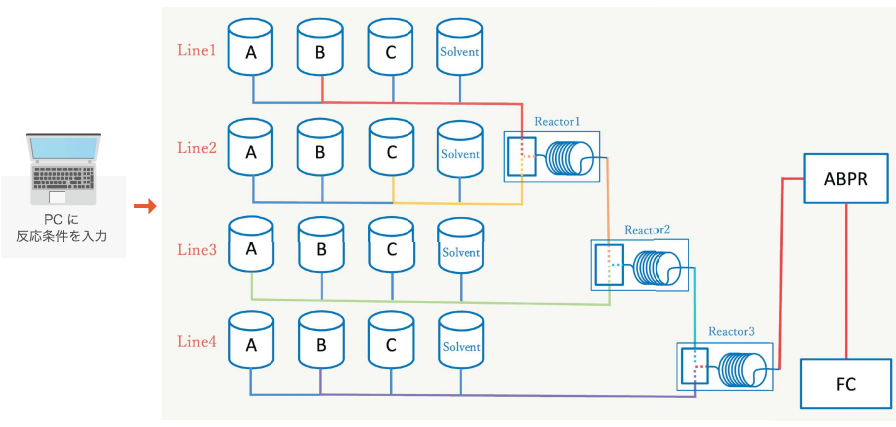 Line1
A
B
C
Solvent
Reactor1
Line2
A
B
C
Solvent
ABPR
PCに
反応条件を入力
Line3
A
B
C
Solvent
Reactor2
Line4
A
B
C
Solvent
Reactor3
FC